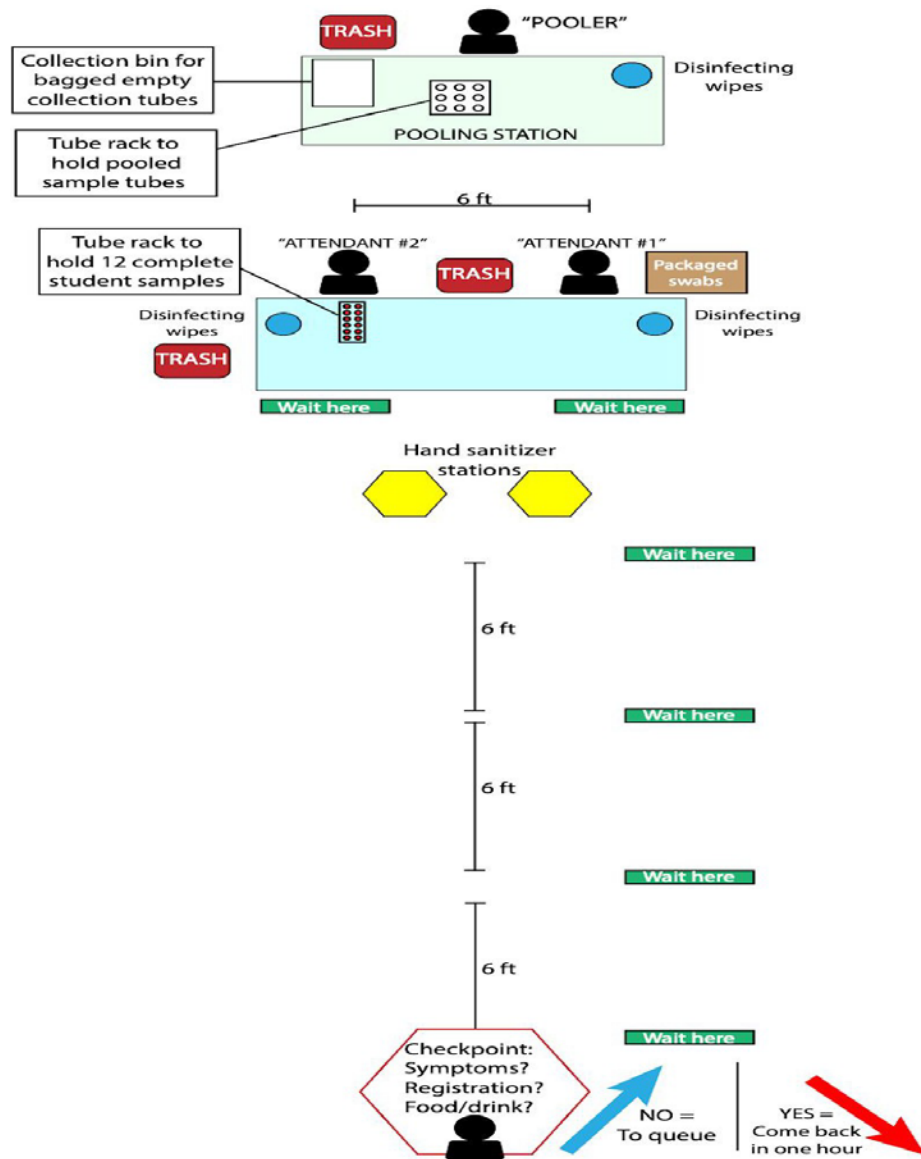 TRASH
"POOLER"
Collection bin for
bagged empty
collection tubes
Disinfecting
wipes
Tube rack to
hold pooled
sample tubes
POOLING STATION
6 ft
Tube rack to
hold 12 complete
student samples
"ATTENDANT #2"
"ATTENDANT #1"
TRASH
Packaged
swabs
Disinfecting
wipes
Disinfecting
wipes
TRASH
Wait here
Wait here
Hand sanitizer
stations
Wait here
6 ft
Wait here
6 ft
Wait here
6 ft
Wait here
Checkpoint:
Symptoms?
Registration?
Food/drink?
NO =
To queue
YES =
Come back
in one hour